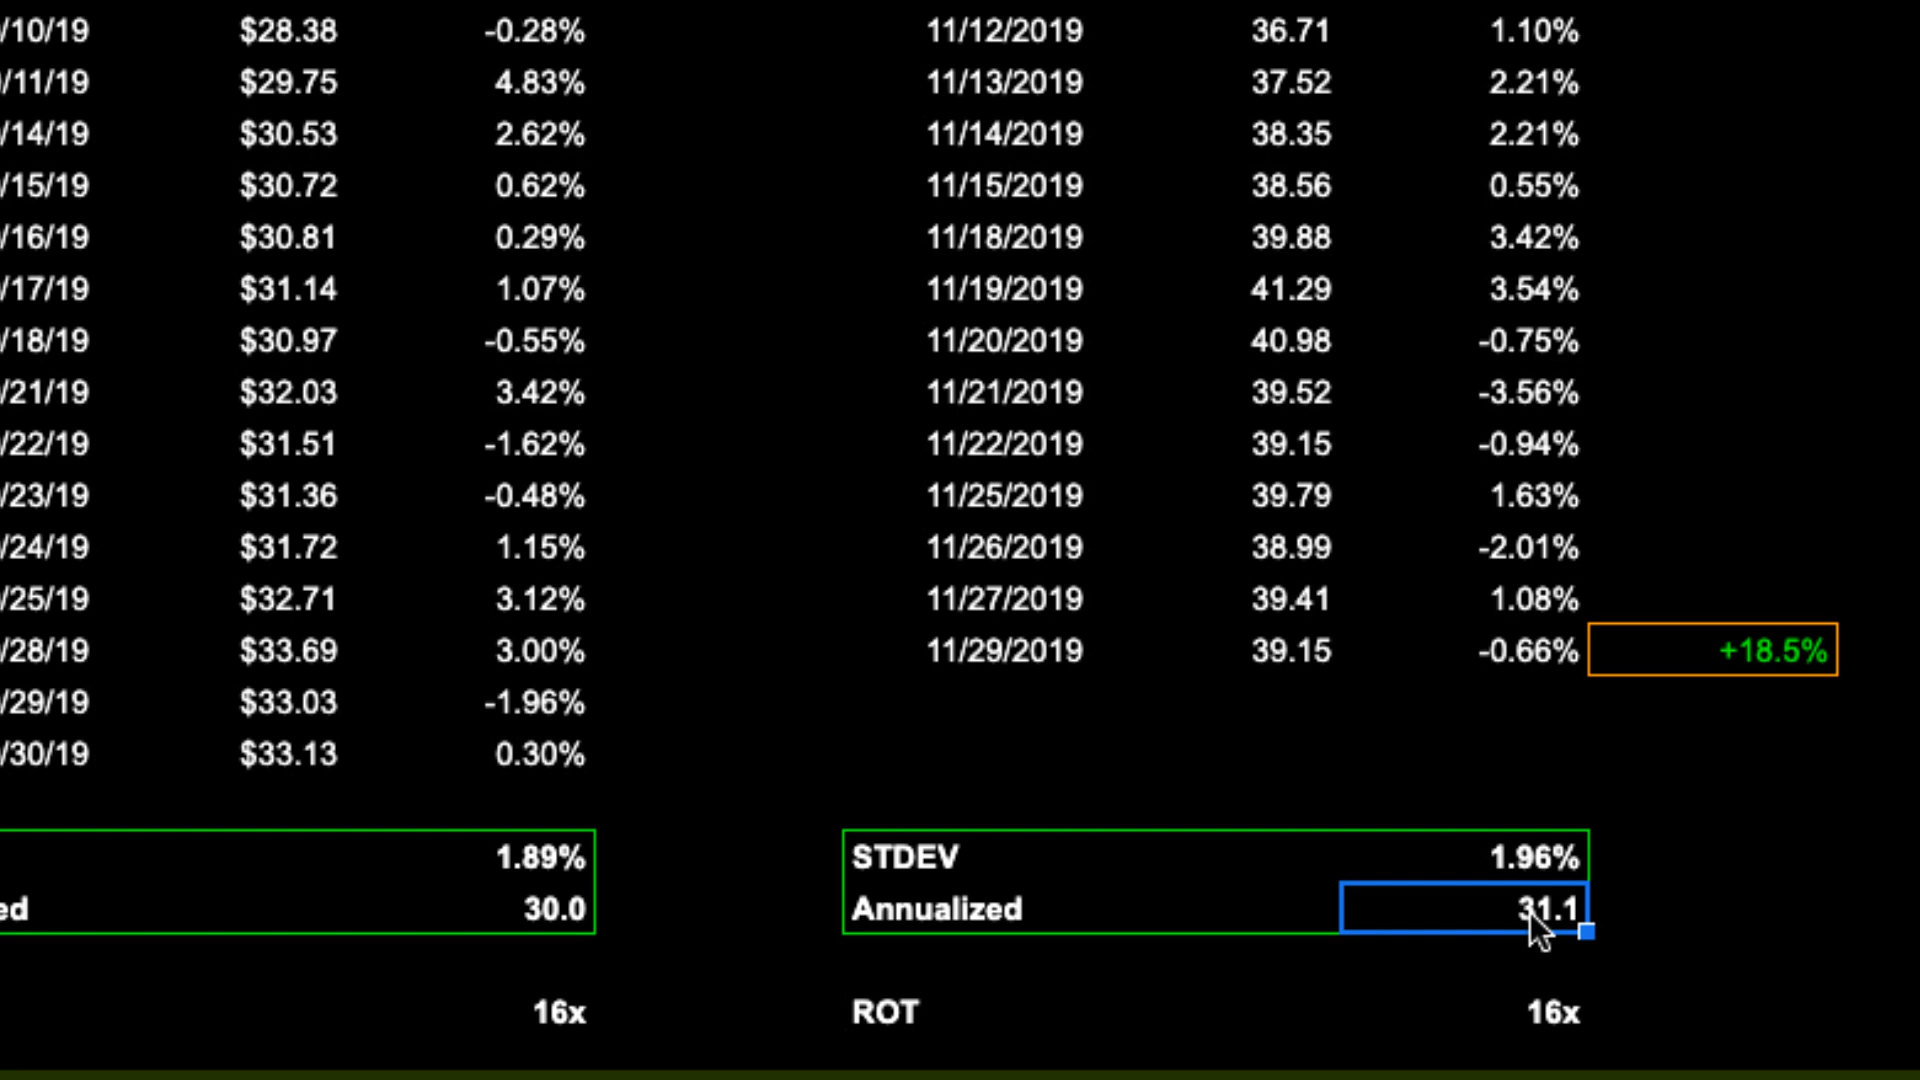 /10/19 $28.38 -0.28% 11/12/2019 36.71 1.10%
/11/19 $29.75 4.83% 11/13/2019 37.52 2.21%
/14/19 $30.53 2.62% 11/14/2019 38.35 2.21%
/15/19 $30.72 0.62% 11/15/2019 38.56 0.55%
/16/19 $30.81 0.29% 11/18/2019 39.88 3.42%
/17/19 $31.14 1.07% 11/19/2019 41.29 3.54%
/18/19 $30.97 -0.55% 11/20/2019 40.98 -0.75%
/21/19 $32.03 3.42% 11/21/2019 39.52 -3.56%
/22/19 $31.51 -1.62% 11/22/2019 39.15 -0.94%
/23/19 $31.36 -0.48% 11/25/2019 39.79 1.63%
/24/19 $31.72 1.15% 11/26/2019 38.99 -2.01%
/25/19 $32.71 3.12% 11/27/2019 39.41 1.08%
/28/19 $33.69 3.00% 11/29/2019 39.15 -0.66% +18.5%
/29/19 $33.03 -1.96%
/30/19 $33.13 0.30%
1.89% STDEV 1.96%
ed 30.0 Annualized 31.1
16x ROT 16x